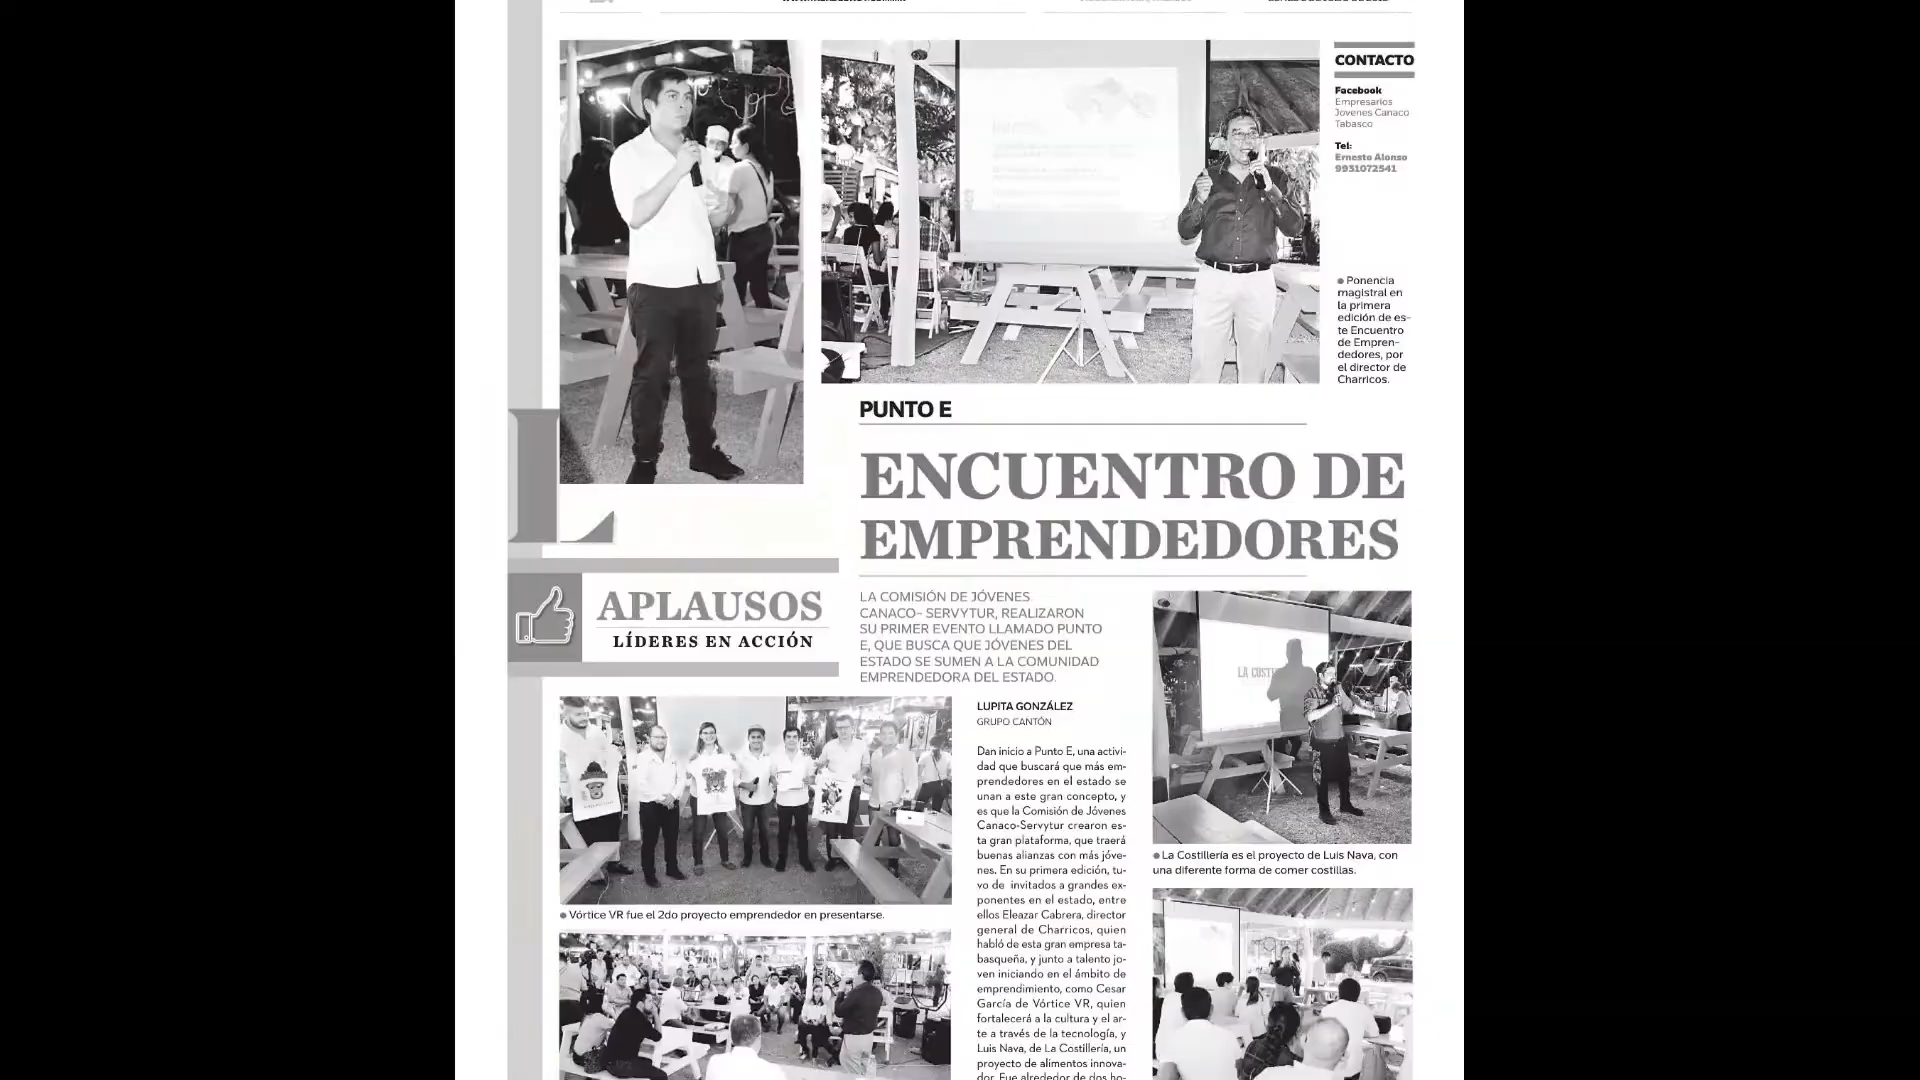 CONTACTO
Facebook
Empresarios
Jovenes Canaco
Tabasco
Tel:
Ernesto Alonso
9931072541
● Ponencia
magistral en
la primera
edición de es-
te Encuentro
de Empren-
dedores, por
el director de
Charricos.
PUNTO E
ENCUENTRO DE
EMPRENDEDORES
APLAUSOS
LÍDERES EN ACCIÓN
LA COMISIÓN DE JÓVENES
CANACO- SERVYTUR, REALIZARON
SU PRIMER EVENTO LLAMADO PUNTO
E, QUE BUSCA QUE JÓVENES DEL
ESTADO SE SUMEN A LA COMUNIDAD
EMPRENDEDORA DEL ESTADO.
LUPITA GONZÁLEZ
GRUPO CANTÓN
Dan inicio a Punto E, una activi-
dad que buscará que más em-
prendedores en el estado se
unan a este gran concepto, y
es que la Comisión de Jóvenes
Canaco-Servytur crearon es-
ta gran plataforma, que traerá
buenas alianzas con más jóve-
nes. En su primera edición, tu-
vo de invitados a grandes ex-
ponentes en el estado, entre
ellos Eleazar Cabrera, director
general de Charricos, quien
habló de esta gran empresa ta-
basqueña, y junto a talento jo-
ven iniciando en el ámbito de
emprendimiento, como Cesar
García de Vórtice VR, quien
fortalecerá a la cultura y el ar-
te a través de la tecnología, y
Luis Nava, de La Costillería, un
proyecto de alimentos innova-
dor. Fue alrededor de dos ho-
LA COSTI
● La Costillería es el proyecto de Luis Nava, con
una diferente forma de comer costillas.
● Vórtice VR fue el 2do proyecto emprendedor en presentarse.